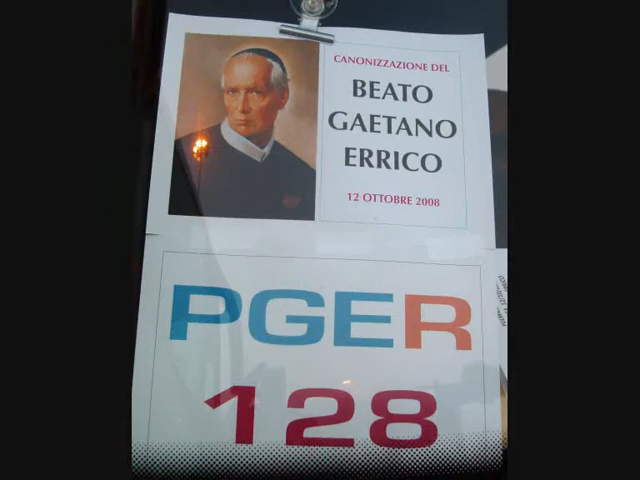 CANONIZZAZIONE DEL
BEATO
GAETANO
ERRICO
12 OTTOBRE 2008
PGER
128